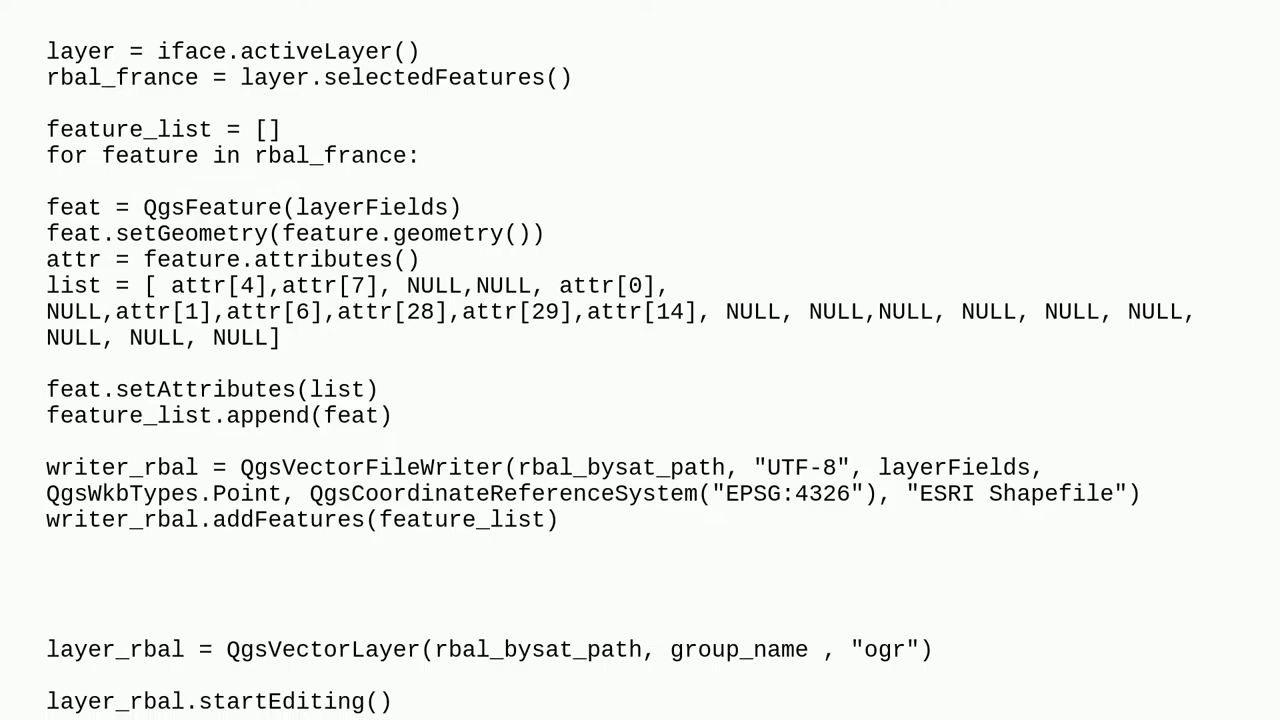 layer = iface.activeLayer()
rbal_france = layer.selectedFeatures()
feature_list = []
for feature in rbal_france:
feat = QgsFeature(layerFields)
feat.setGeometry(feature.geometry())
attr = feature.attributes()
list = [ attr[4],attr[7], NULL,NULL, attr[0],
NULL,attr[1],attr[6],attr[28],attr[29],attr[14], NULL, NULL,NULL, NULL, NULL, NULL,
NULL, NULL, NULL]
feat.setAttributes(list)
feature_list.append(feat)
writer_rbal = QgsVectorFileWriter(rbal_bysat_path, "UTF-8", layerFields,
QgsWkbTypes.Point, QgsCoordinateReferenceSystem("EPSG:4326"), "ESRI Shapefile")
writer_rbal.addFeatures(feature_list)
layer_rbal = QgsVectorLayer(rbal_bysat_path, group_name , "ogr")
layer_rbal.startEditing()